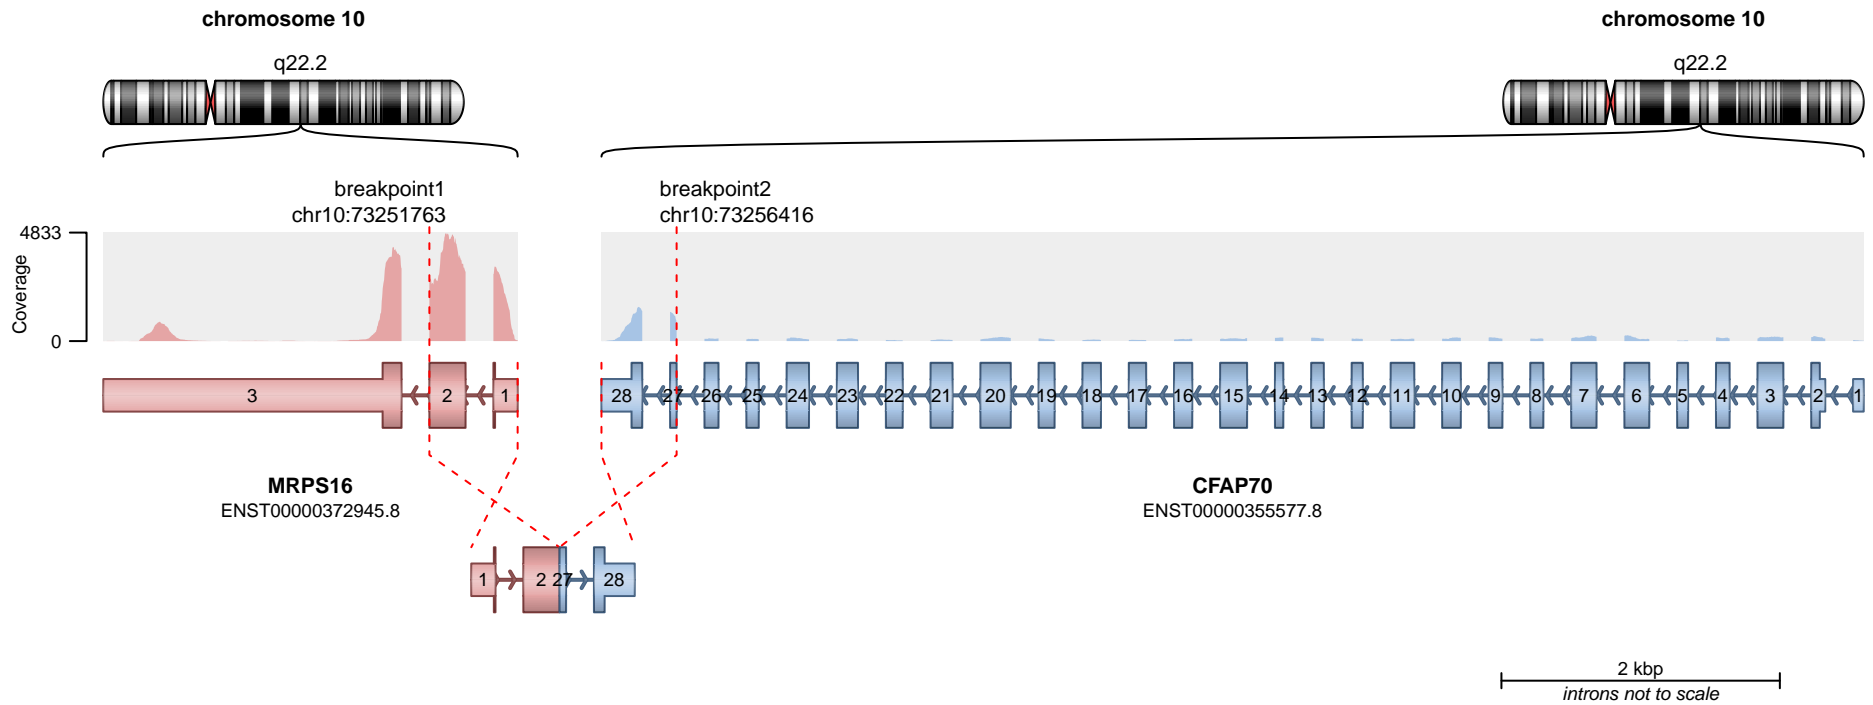 chromosome 10
chromosome 10
q22.2
q22.2
breakpoint1
chr10:73251763
breakpoint2
chr10:73256416
4833
Coverage
0
3 2 1
28 27 26 25 24 23 22 21 20 19 18 17 16 15 14 13 12 11 10 9 8 7 6 5 4 3 2 1
MRPS16
ENST00000372945.8
CFAP70
ENST00000355577.8
1 2 27 28
2 kbp
introns not to scale